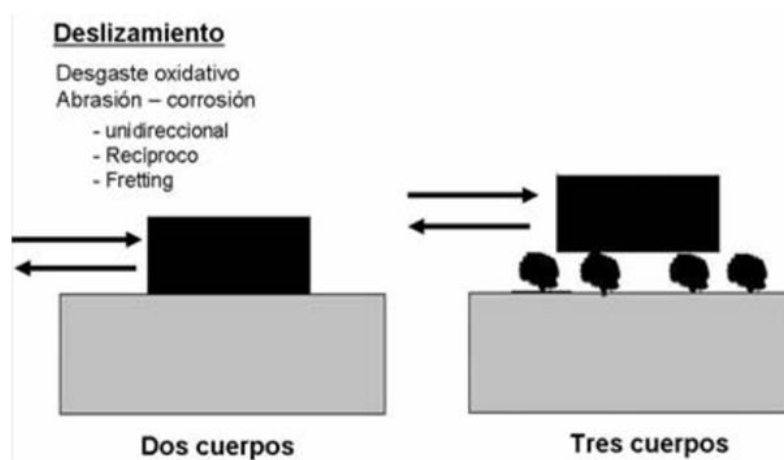 Deslizamiento
Desgaste oxidativo
Abrasión – corrosión
- unidireccional
- Recíproco
- Fretting
Dos cuerpos
Tres cuerpos